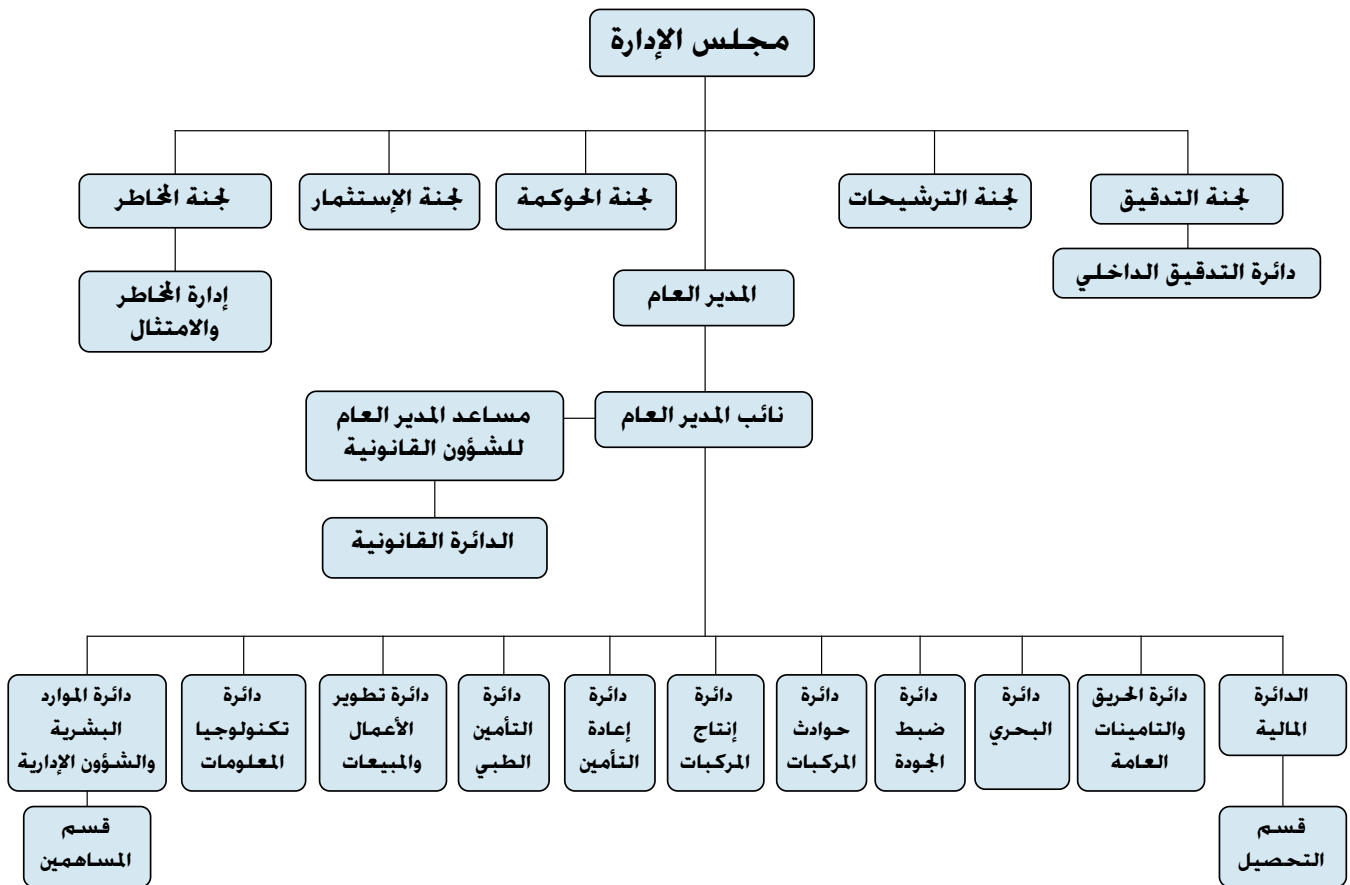 مجلس الإدارة
لجنة التدقيق
لجنة الترشيحات
لجنة الحوكمة
لجنة الإستثمار
لجنة المخاطر
دائرة التدقيق الداخلي
المدير العام
إدارة المخاطر
والامتثال
نائب المدير العام
مساعد المدير العام
للشؤون القانونية
الدائرة القانونية
الدائرة
المالية
دائرة الحريق
والتامينات
العامة
دائرة
البحري
دائرة
ضبط
الجودة
دائرة
حوادث
المركبات
دائرة
إنتاج
المركبات
دائرة
إعادة
التأمين
دائرة
التأمين
الطبي
دائرة تطوير
الأعمال
والمبيعات
دائرة
تكنولوجيا
المعلومات
دائرة الموارد
البشرية
والشؤون الإدارية
قسم
التحصيل
قسم
المساهمين